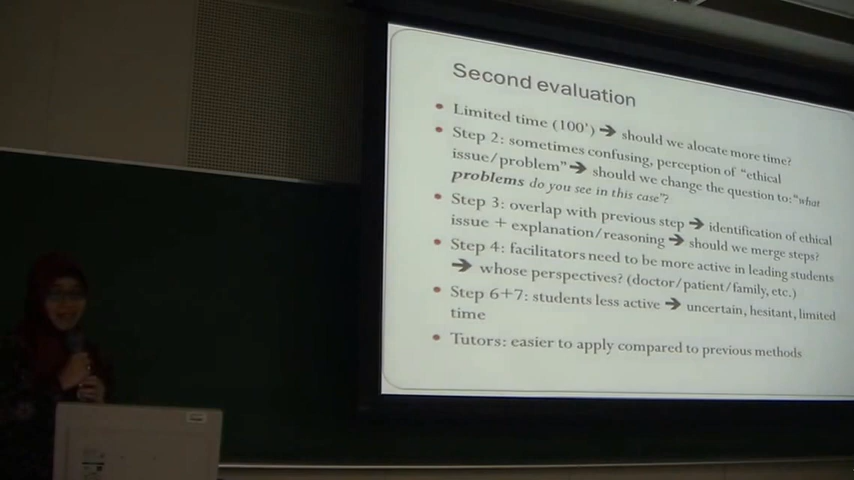 Second evaluation
• Limited time (100') ➔ should we alocate more time?
• Step 2: sometimes confusing, perception of "ethical
issue/problem" ➔ should we change the question to: "what
problems do you see in this case"?
• Step 3: overlap with previous step ➔ identification of ethical
issue + explanation/reasoning ➔ should we merge steps?
• Step 4: facilitators need to be more active in leading students
➔ whose perspectives? (doctor/patient/family, etc.)
• Step 6+7: students less active ➔ uncertain, hesitant, limited
time
• Tutors: easier to apply compared to previous methods